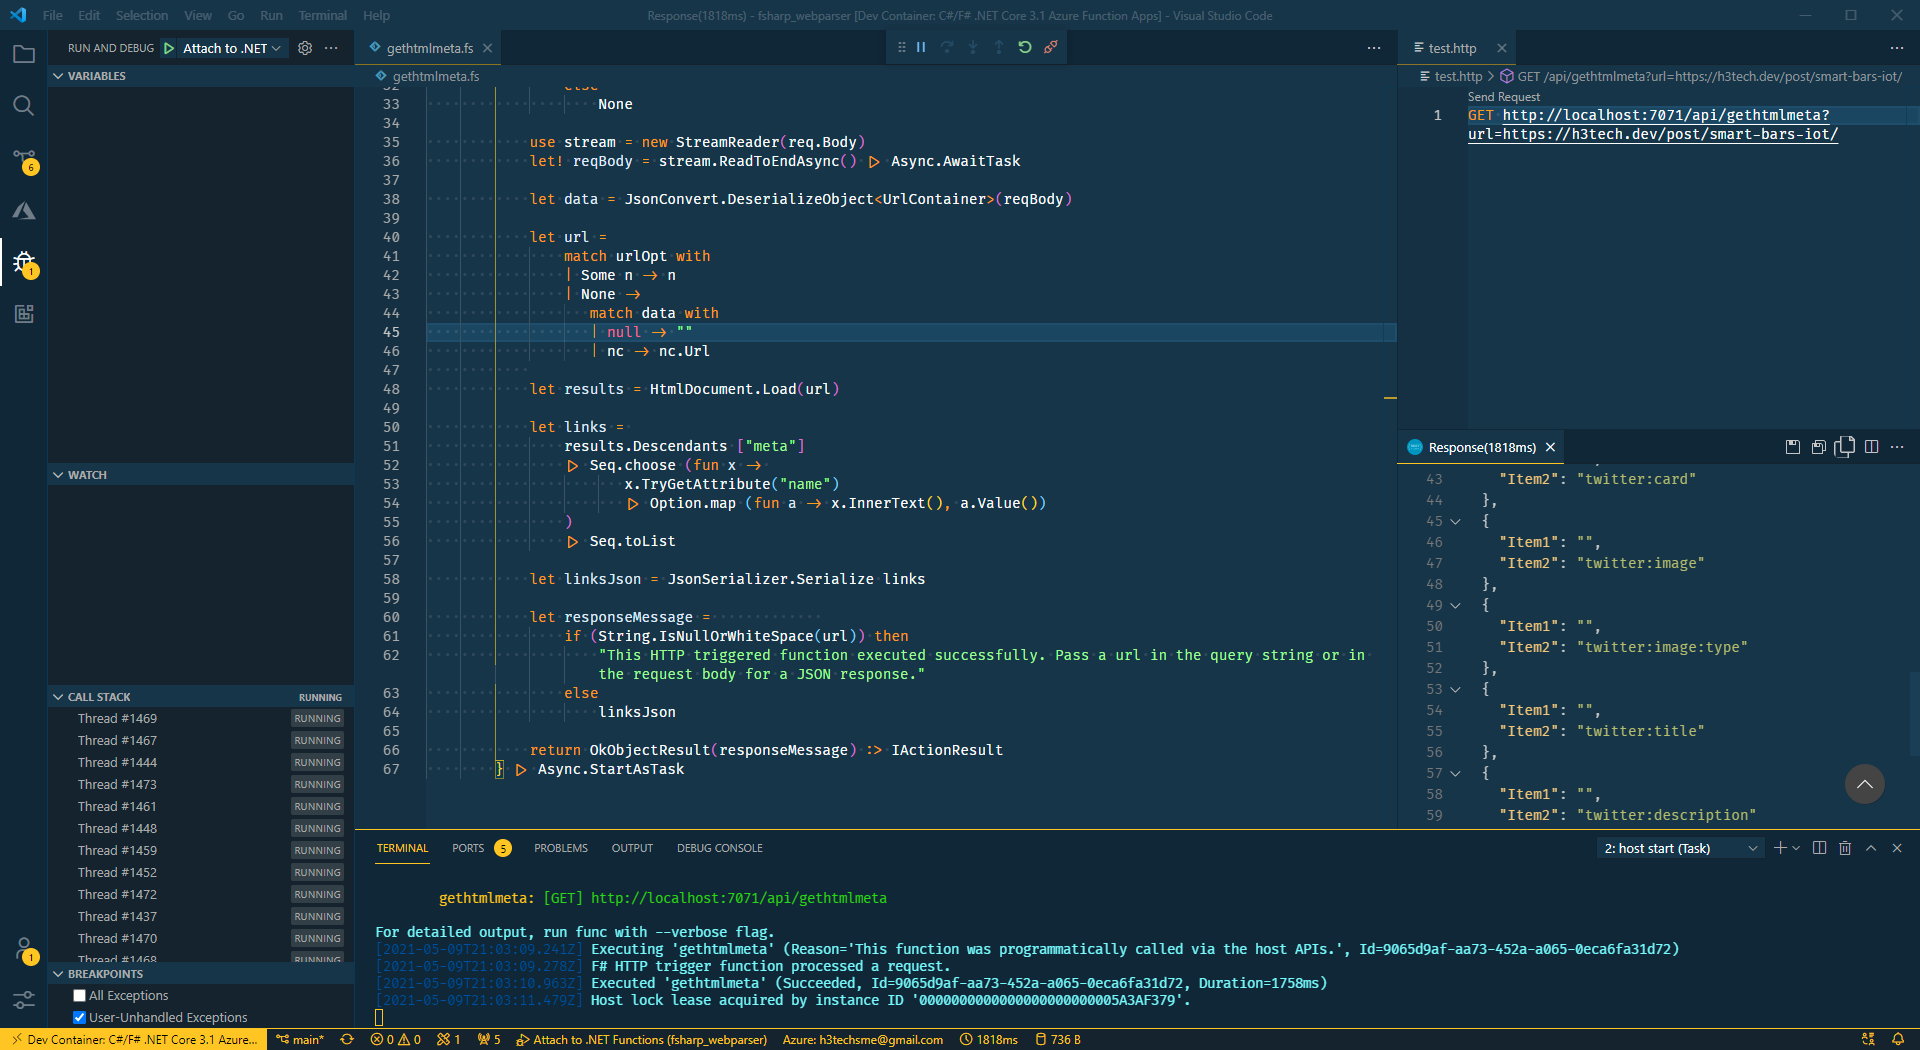 File Edit Selection View Go Run Terminal Help
Response(1818ms) - fsharp_webparser [Dev Container: C#/F# .NET Core 3.1 Azure Function Apps] - Visual Studio Code
RUN AND DEBUG Attach to .NET
VARIABLES
WATCH
CALL STACK RUNNING
Thread #1469 RUNNING
Thread #1467 RUNNING
Thread #1444 RUNNING
Thread #1473 RUNNING
Thread #1461 RUNNING
Thread #1448 RUNNING
Thread #1459 RUNNING
Thread #1452 RUNNING
Thread #1472 RUNNING
Thread #1437 RUNNING
Thread #1470 RUNNING
Thread #1468 RUNNING
BREAKPOINTS
All Exceptions
User-Unhandled Exceptions
6
1
1
gethtmlmeta.fs
gethtmlmeta.fs
32 else
33 None
34
35 use stream = new StreamReader(req.Body)
36 let! reqBody = stream.ReadToEndAsync() |> Async.AwaitTask
37
38 let data = JsonConvert.DeserializeObject<UrlContainer>(reqBody)
39
40 let url =
41 match urlOpt with
42 | Some n -> n
43 | None ->
44 match data with
45 | null -> ""
46 | nc -> nc.Url
47
48 let results = HtmlDocument.Load(url)
49
50 let links =
51 results.Descendants ["meta"]
52 |> Seq.choose (fun x ->
53 x.TryGetAttribute("name")
54 |> Option.map (fun a -> x.InnerText(), a.Value())
55 )
56 |> Seq.toList
57
58 let linksJson = JsonSerializer.Serialize links
59
60 let responseMessage =
61 if (String.IsNullOrWhiteSpace(url)) then
62 "This HTTP triggered function executed successfully. Pass a url in the query string or in
the request body for a JSON response."
63 else
64 linksJson
65
66 return OkObjectResult(responseMessage) :> IActionResult
67 } |> Async.StartAsTask
test.http
test.http > GET /api/gethtmlmeta?url=https://h3tech.dev/post/smart-bars-iot/
Send Request
1 GET http://localhost:7071/api/gethtmlmeta?
url=https://h3tech.dev/post/smart-bars-iot/
Response(1818ms)
43 "Item2": "twitter:card"
44 },
45 {
46 "Item1": "",
47 "Item2": "twitter:image"
48 },
49 {
50 "Item1": "",
51 "Item2": "twitter:image:type"
52 },
53 {
54 "Item1": "",
55 "Item2": "twitter:title"
56 },
57 {
58 "Item1": "",
59 "Item2": "twitter:description"
TERMINAL PORTS 5 PROBLEMS OUTPUT DEBUG CONSOLE 2: host start (Task)
gethtmlmeta: [GET] http://localhost:7071/api/gethtmlmeta
For detailed output, run func with --verbose flag.
[2021-05-09T21:03:09.241Z] Executing 'gethtmlmeta' (Reason='This function was programmatically called via the host APIs.', Id=9065d9af-aa73-452a-a065-0eca6fa31d72)
[2021-05-09T21:03:09.278Z] F# HTTP trigger function processed a request.
[2021-05-09T21:03:10.963Z] Executed 'gethtmlmeta' (Succeeded, Id=9065d9af-aa73-452a-a065-0eca6fa31d72, Duration=1758ms)
[2021-05-09T21:03:11.479Z] Host lock lease acquired by instance ID '0000000000000000000000005A3AF379'.
Dev Container: C#/F# .NET Core 3.1 Azure... main* 0 0 1 5 Attach to .NET Functions (fsharp_webparser) Azure: h3techsme@gmail.com 1818ms 736 B